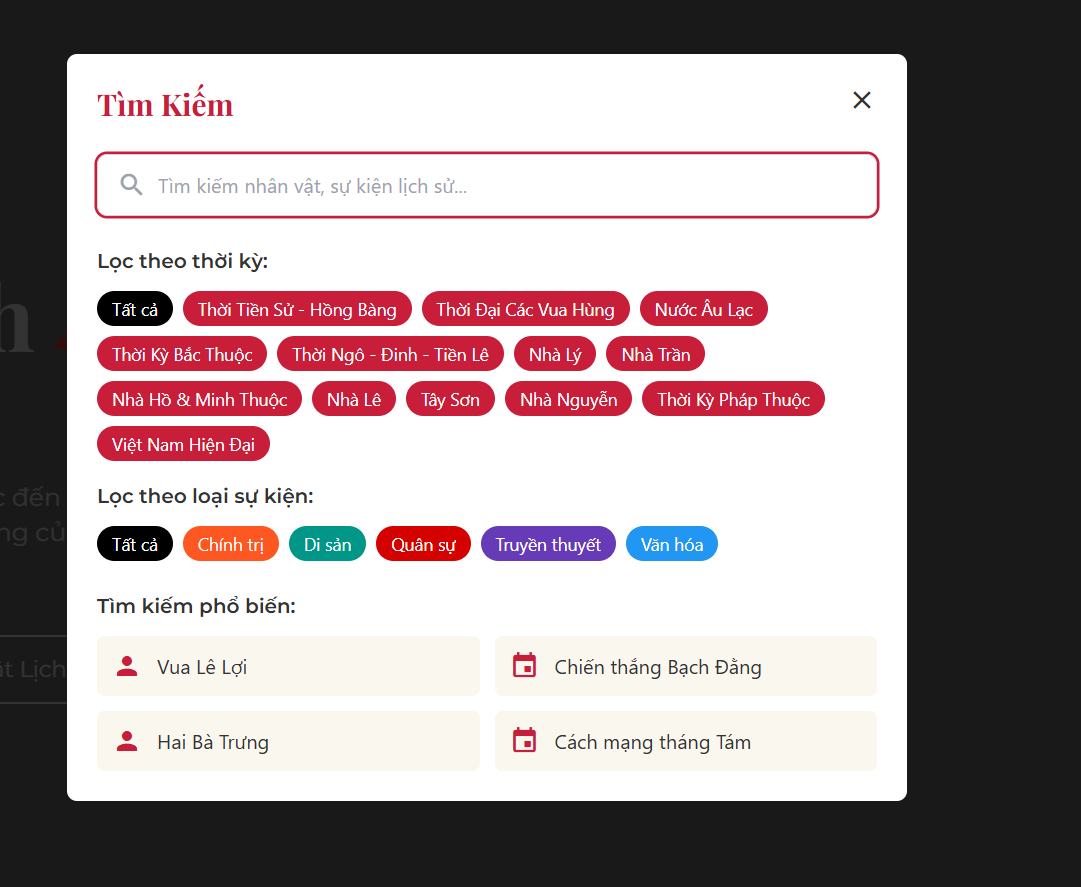 Tìm Kiếm
Tìm kiếm nhân vật, sự kiện lịch sử...
Lọc theo thời kỳ:
Tất cả Thời Tiền Sử - Hồng Bàng Thời Đại Các Vua Hùng Nước Âu Lạc
Thời Kỳ Bắc Thuộc Thời Ngô - Đinh - Tiền Lê Nhà Lý Nhà Trần
Nhà Hồ & Minh Thuộc Nhà Lê Tây Sơn Nhà Nguyễn Thời Kỳ Pháp Thuộc
Việt Nam Hiện Đại
Lọc theo loại sự kiện:
Tất cả Chính trị Di sản Quân sự Truyền thuyết Văn hóa
Tìm kiếm phổ biến:
Vua Lê Lợi Chiến thắng Bạch Đằng
Hai Bà Trưng Cách mạng tháng Tám
h
đến
Lịch